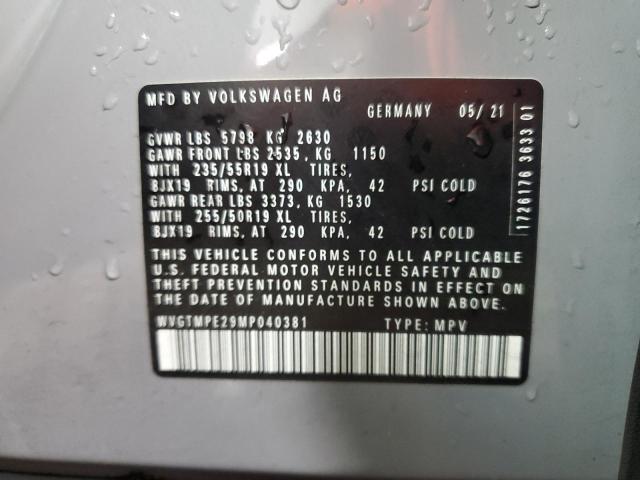 MFD BY VOLKSWAGEN AG
GERMANY 05/ 21
GVWR LBS 5798 KG 2630
GAWR FRONT LBS 2535, KG 1150
WITH 235/55R19 XL TIRES,
8JX19 RIMS, AT 290 KPA, 42 PSI COLD
GAWR REAR LBS 3373, KG 1530
WITH 255/50R19 XL TIRES,
8JX19 RIMS, AT 290 KPA, 42 PSI COLD
THIS VEHICLE CONFORMS TO ALL APPLICABLE
U.S. FEDERAL MOTOR VEHICLE SAFETY AND
THEFT PREVENTION STANDARDS IN EFFECT ON
THE DATE OF MANUFACTURE SHOWN ABOVE.
WVGTMPE29MP040381 TYPE: MPV
1726176 3633 01